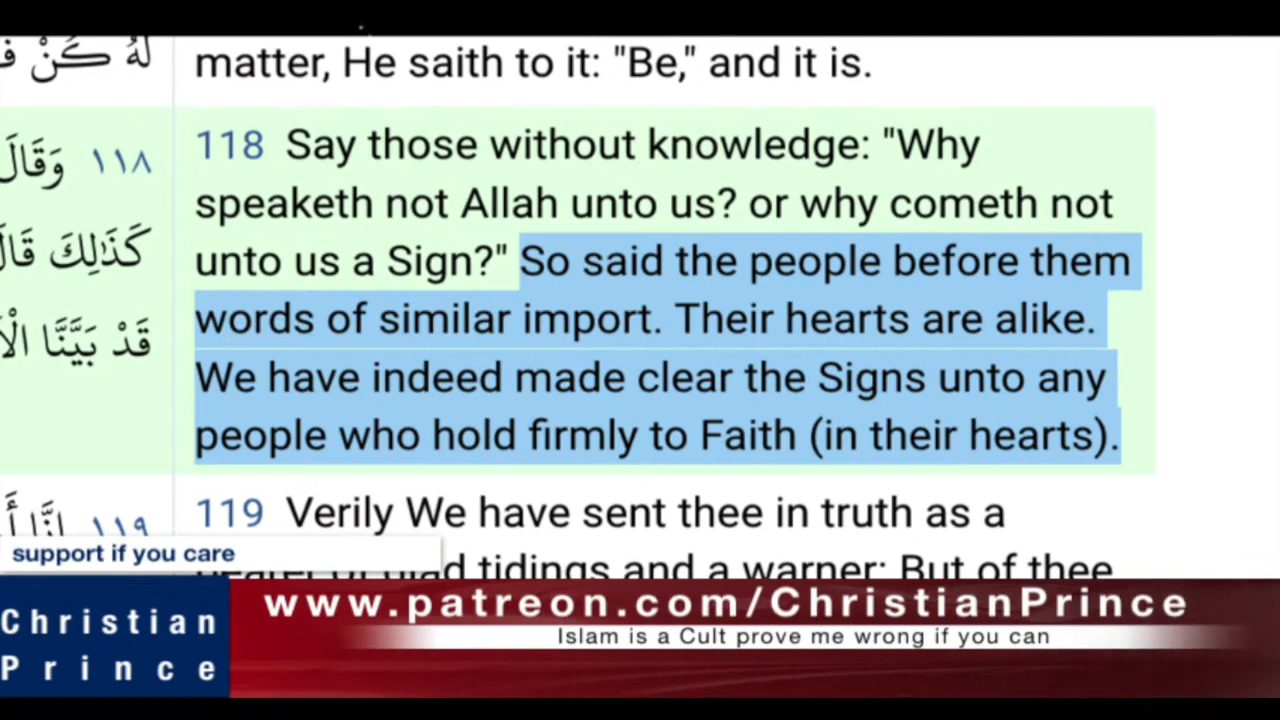 لَهُ كُنْ
matter, He saith to it: "Be," and it is.
١١٨ وَقَالَ
كَذَٰلِكَ
قَدْ بَيَّنَّا
118 Say those without knowledge: "Why
speaketh not Allah unto us? or why cometh not
unto us a Sign?" So said the people before them
words of similar import. Their hearts are alike.
We have indeed made clear the Signs unto any
people who hold firmly to Faith (in their hearts).
١١٩ إِنَّا
119 Verily We have sent thee in truth as a
tidings and a warner: But of thee
support if you care
Christian
Prince
www.patreon.com/ChristianPrince
Islam is a Cult prove me wrong if you can